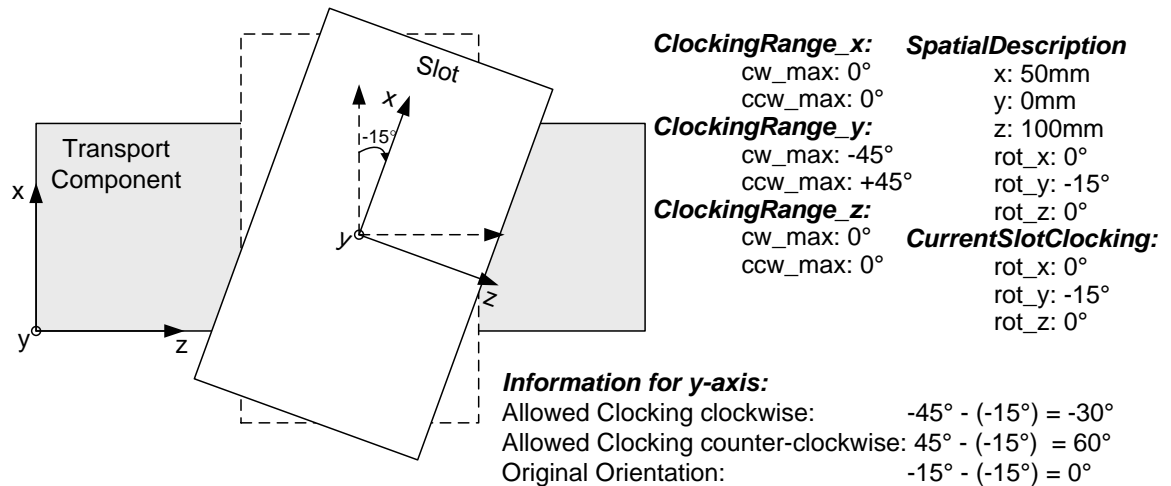 Slot
x
-15°
y
z
Transport
Component
x
y
z
ClockingRange_x:
cw_max: 0°
ccw_max: 0°
ClockingRange_y:
cw_max: -45°
ccw_max: +45°
ClockingRange_z:
cw_max: 0°
ccw_max: 0°
SpatialDescription
x: 50mm
y: 0mm
z: 100mm
rot_x: 0°
rot_y: -15°
rot_z: 0°
CurrentSlotClocking:
rot_x: 0°
rot_y: -15°
rot_z: 0°
Information for y-axis:
Allowed Clocking clockwise: -45° - (-15°) = -30°
Allowed Clocking counter-clockwise: 45° - (-15°) = 60°
Original Orientation: -15° - (-15°) = 0°